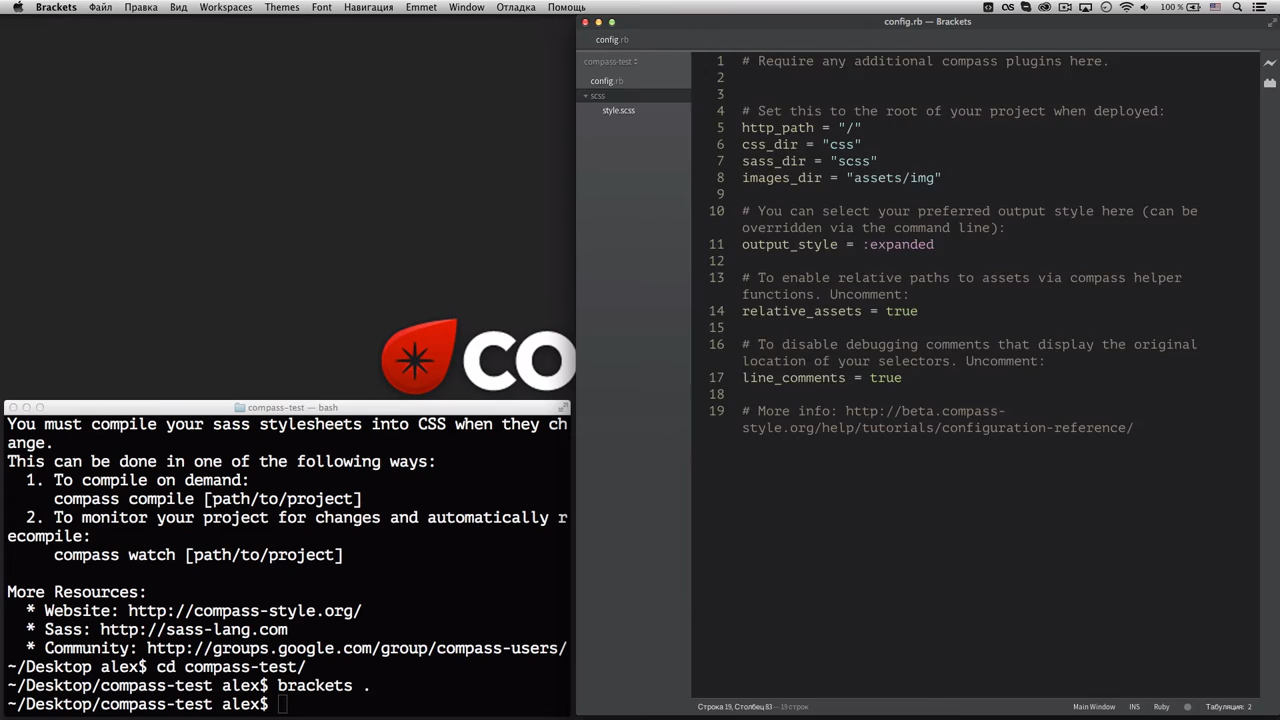 Brackets Файл Правка Вид Workspaces Themes Font Навигация Emmet Window Отладка Помощь
100 %
config.rb — Brackets
config.rb
compass-test
config.rb
scss
style.scss
1 # Require any additional compass plugins here.
2
3
4 # Set this to the root of your project when deployed:
5 http_path = "/"
6 css_dir = "css"
7 sass_dir = "scss"
8 images_dir = "assets/img"
9
10 # You can select your preferred output style here (can be
overridden via the command line):
11 output_style = :expanded
12
13 # To enable relative paths to assets via compass helper
functions. Uncomment:
14 relative_assets = true
15
16 # To disable debugging comments that display the original
location of your selectors. Uncomment:
17 line_comments = true
18
19 # More info: http://beta.compass-
style.org/help/tutorials/configuration-reference/
Строка 19, Столбец 83 — 19 строк
Main Window INS Ruby Табуляция: 2
CO
compass-test — bash
You must compile your sass stylesheets into CSS when they ch
ange.
This can be done in one of the following ways:
1. To compile on demand:
compass compile [path/to/project]
2. To monitor your project for changes and automatically r
ecompile:
compass watch [path/to/project]
More Resources:
* Website: http://compass-style.org/
* Sass: http://sass-lang.com
* Community: http://groups.google.com/group/compass-users/
~/Desktop alex$ cd compass-test/
~/Desktop/compass-test alex$ brackets .
~/Desktop/compass-test alex$